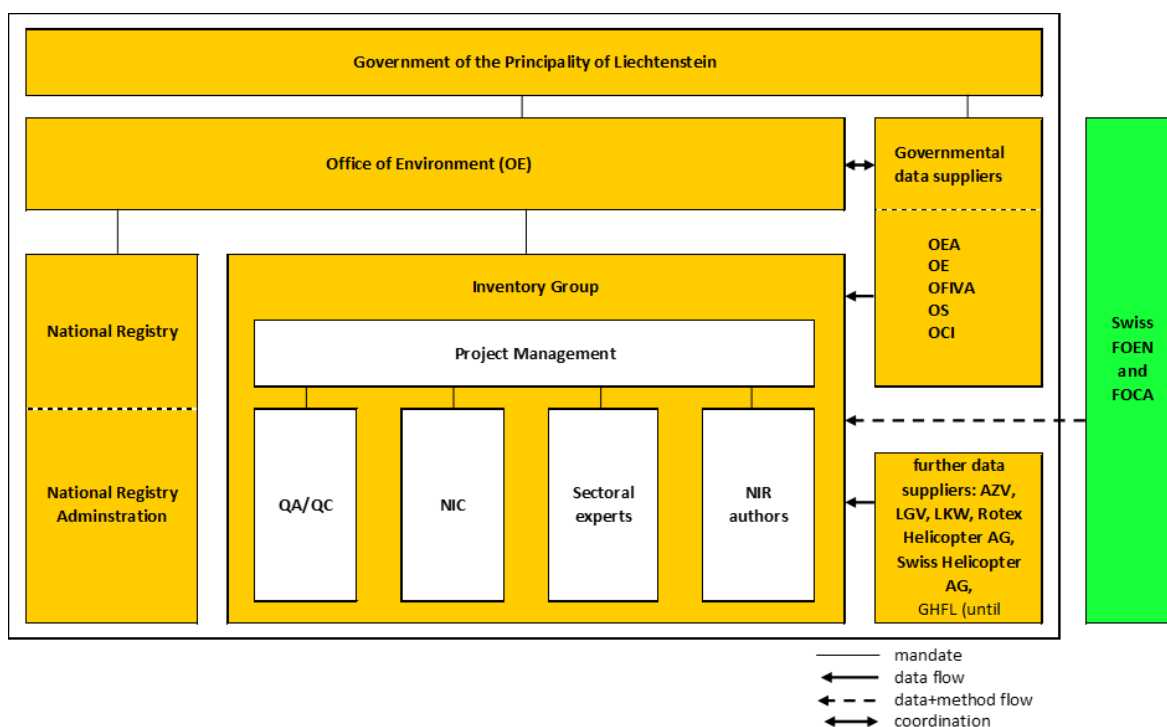 Government of the Principality of Liechtenstein
Office of Environment (OE)
Governmental
data suppliers
OEA
OE
OFIVA
OS
OCI
National Registry
National Registry
Adminstration
Inventory Group
Project Management
QA/QC
NIC
Sectoral
experts
NIR
authors
further data
suppliers: AZV,
LGV, LKW, Rotex
Helicopter AG,
Swiss Helicopter
AG,
GHFL (until
Swiss
FOEN
and
FOCA
mandate
data flow
data+method flow
coordination